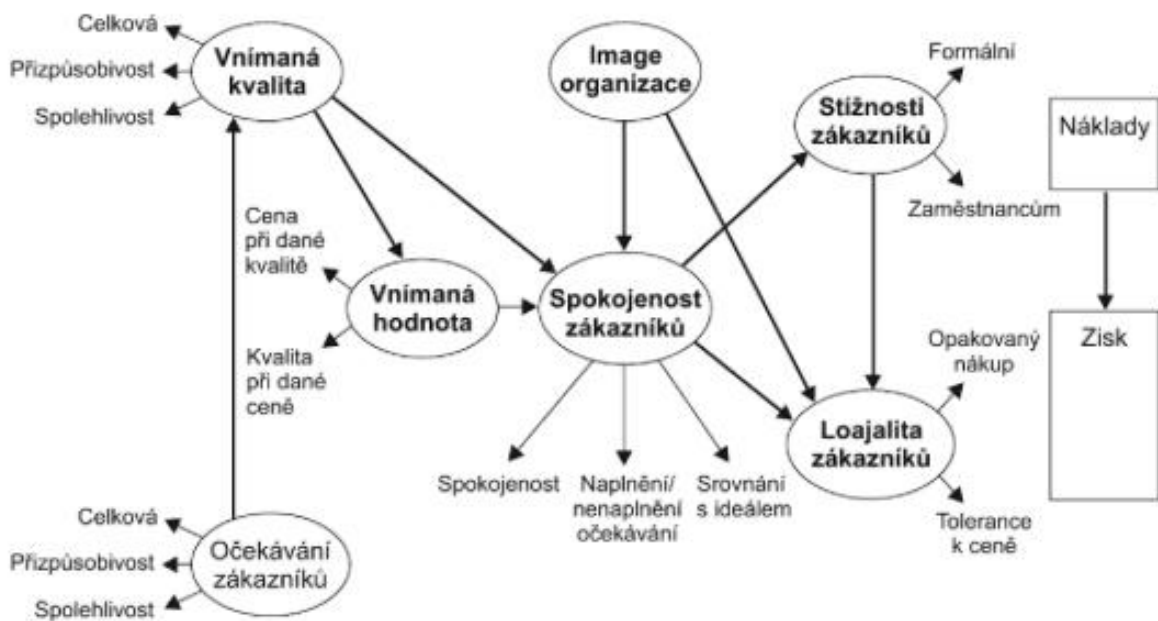 Celková
Přizpůsobivost
Spolehlivost
Vnímaná
kvalita
Image
organizace
Stížnosti
zákazníků
Formální
Zaměstnancům
Náklady
Cena
při dané
kvalitě
Kvalita
při dané
ceně
Vnímaná
hodnota
Spokojenost
zákazníků
Zisk
Opakovaný
nákup
Loajalita
zákazníků
Tolerance
k ceně
Spokojenost
Naplnění/
nenaplnění
očekávání
Srovnání
s ideálem
Celková
Přizpůsobivost
Spolehlivost
Očekávání
zákazníků